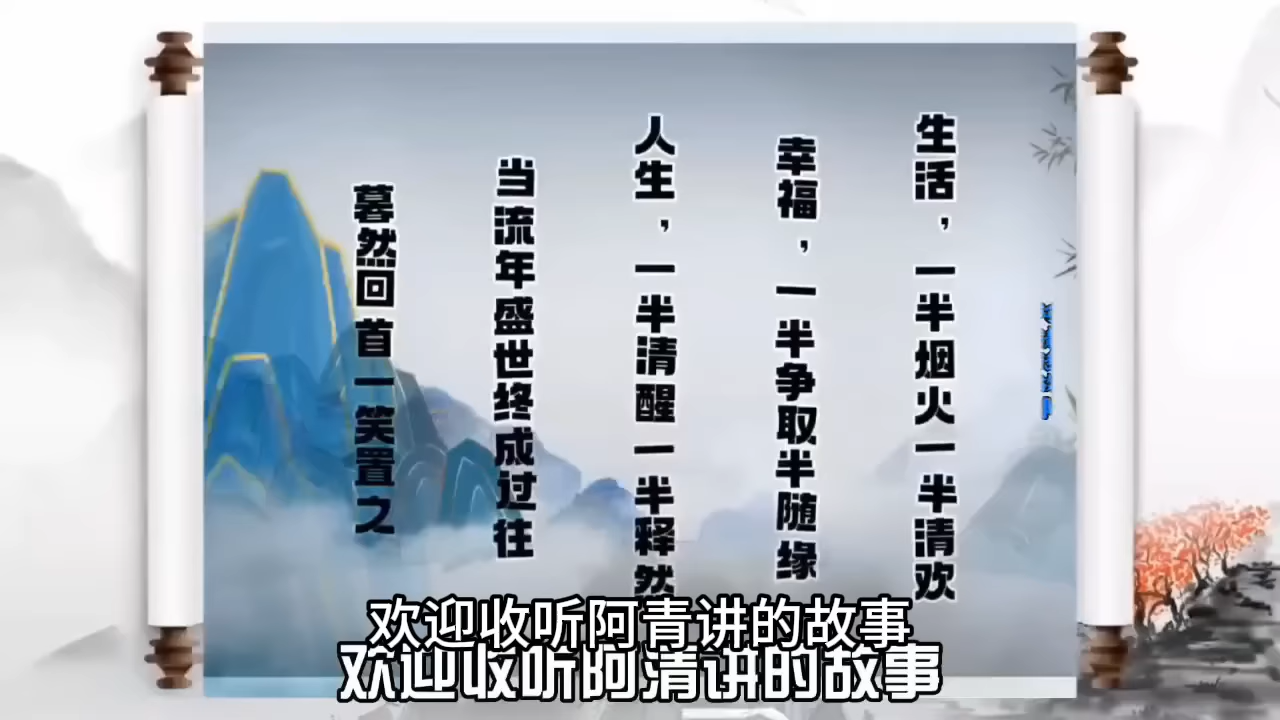 生活，一半烟火一半清欢
幸福，一半争取半随缘
人生，一半清醒一半释然
当流年盛世终成过往
暮然回首一笑置之
欢迎收听阿青讲的故事
欢迎收听阿清讲的故事